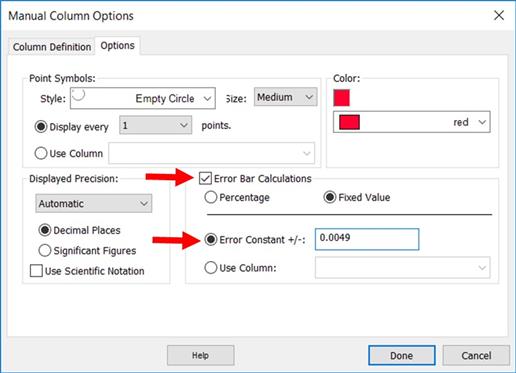 Manual Column Options
Column Definition
Options
Point Symbols:
Style:
Empty Circle
Size:
Medium
Display every
1
points.
Use Column
Color:
red
Displayed Precision:
Automatic
Decimal Places
Significant Figures
Use Scientific Notation
Error Bar Calculations
Percentage
Fixed Value
Error Constant +/-:
0.0049
Use Column:
Help
Done
Cancel